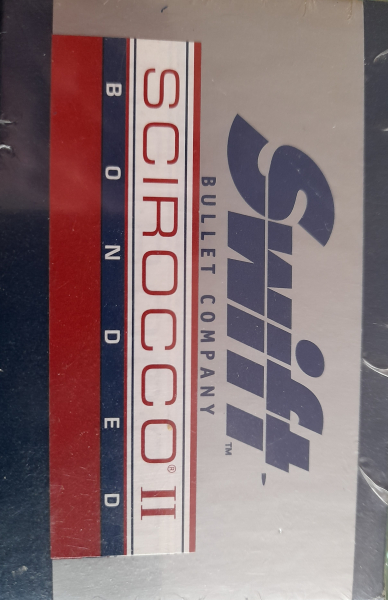 Swift™
BULLET COMPANY
SCIROCCO® II
BONDED